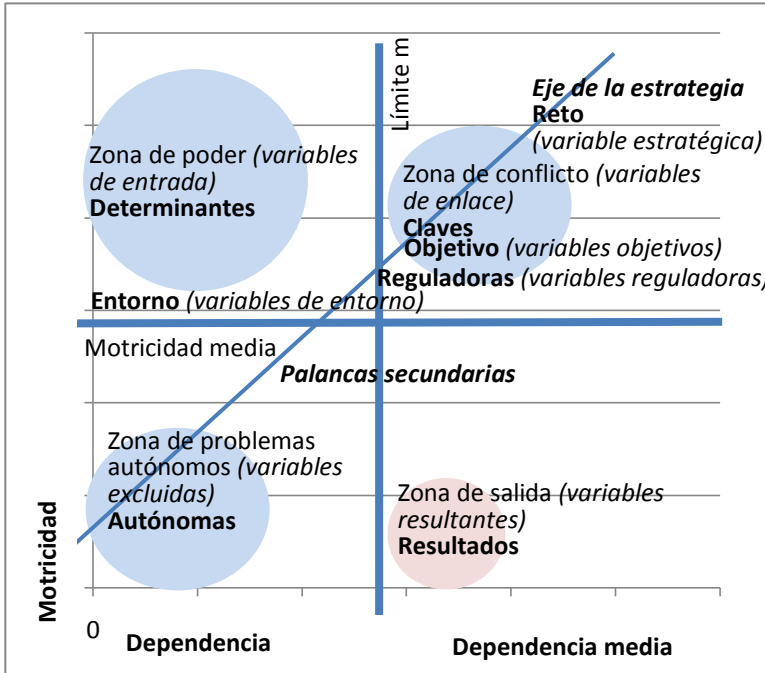 Límite m
Eje de la estrategia
Reto
(variable estratégica)
Zona de poder (variables
de entrada)
Determinantes
Zona de conflicto (variables
de enlace)
Claves
Objetivo (variables objetivos)
Reguladoras (variables reguladoras)
Entorno (variables de entorno)
Motricidad media
Palancas secundarias
Zona de problemas
autónomos (variables
excluidas)
Autónomas
Zona de salida (variables
resultantes)
Resultados
Motricidad
0
Dependencia
Dependencia media